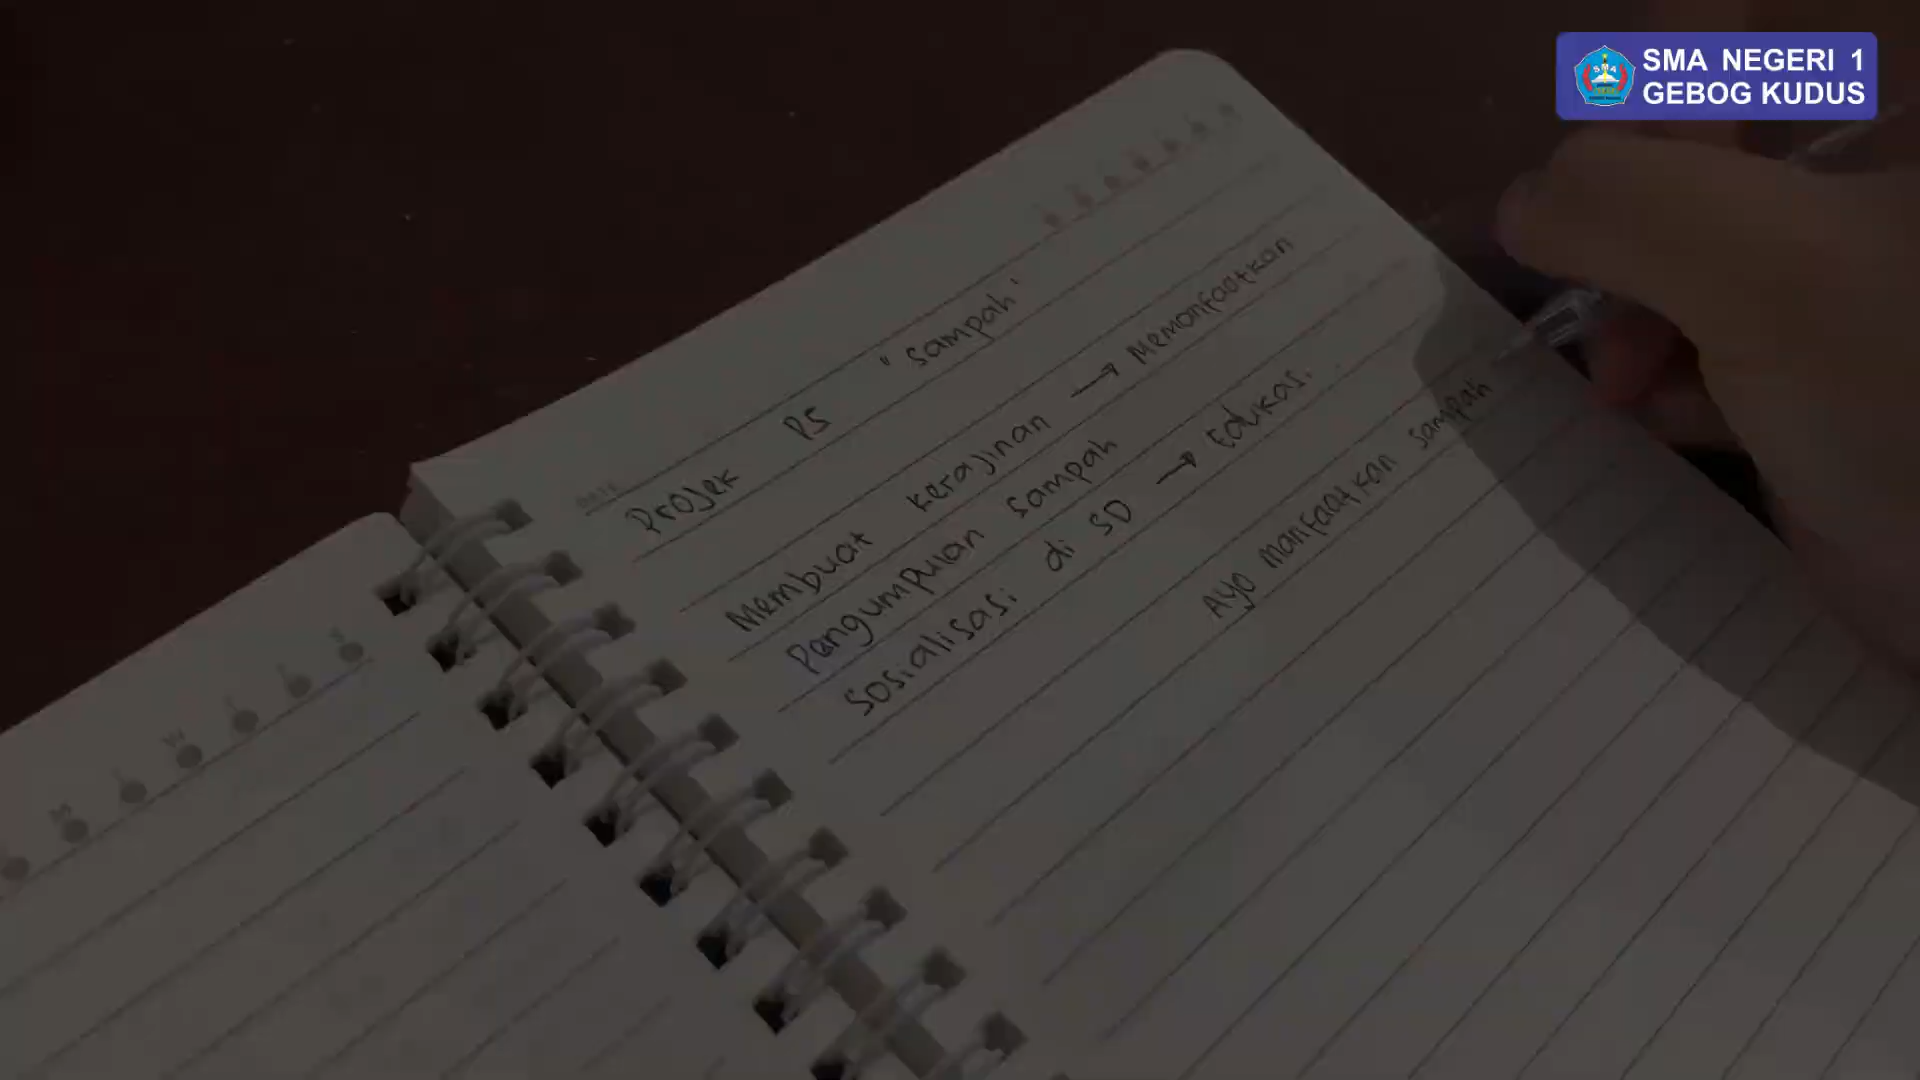 SMA NEGERI 1
GEBOG KUDUS
Projek P5 "sampah"
Membuat kerajinan → Memanfaatkan
Pengumpulan sampah
Sosialisasi di SD → Edukasi
Ayo manfaatkan sampah